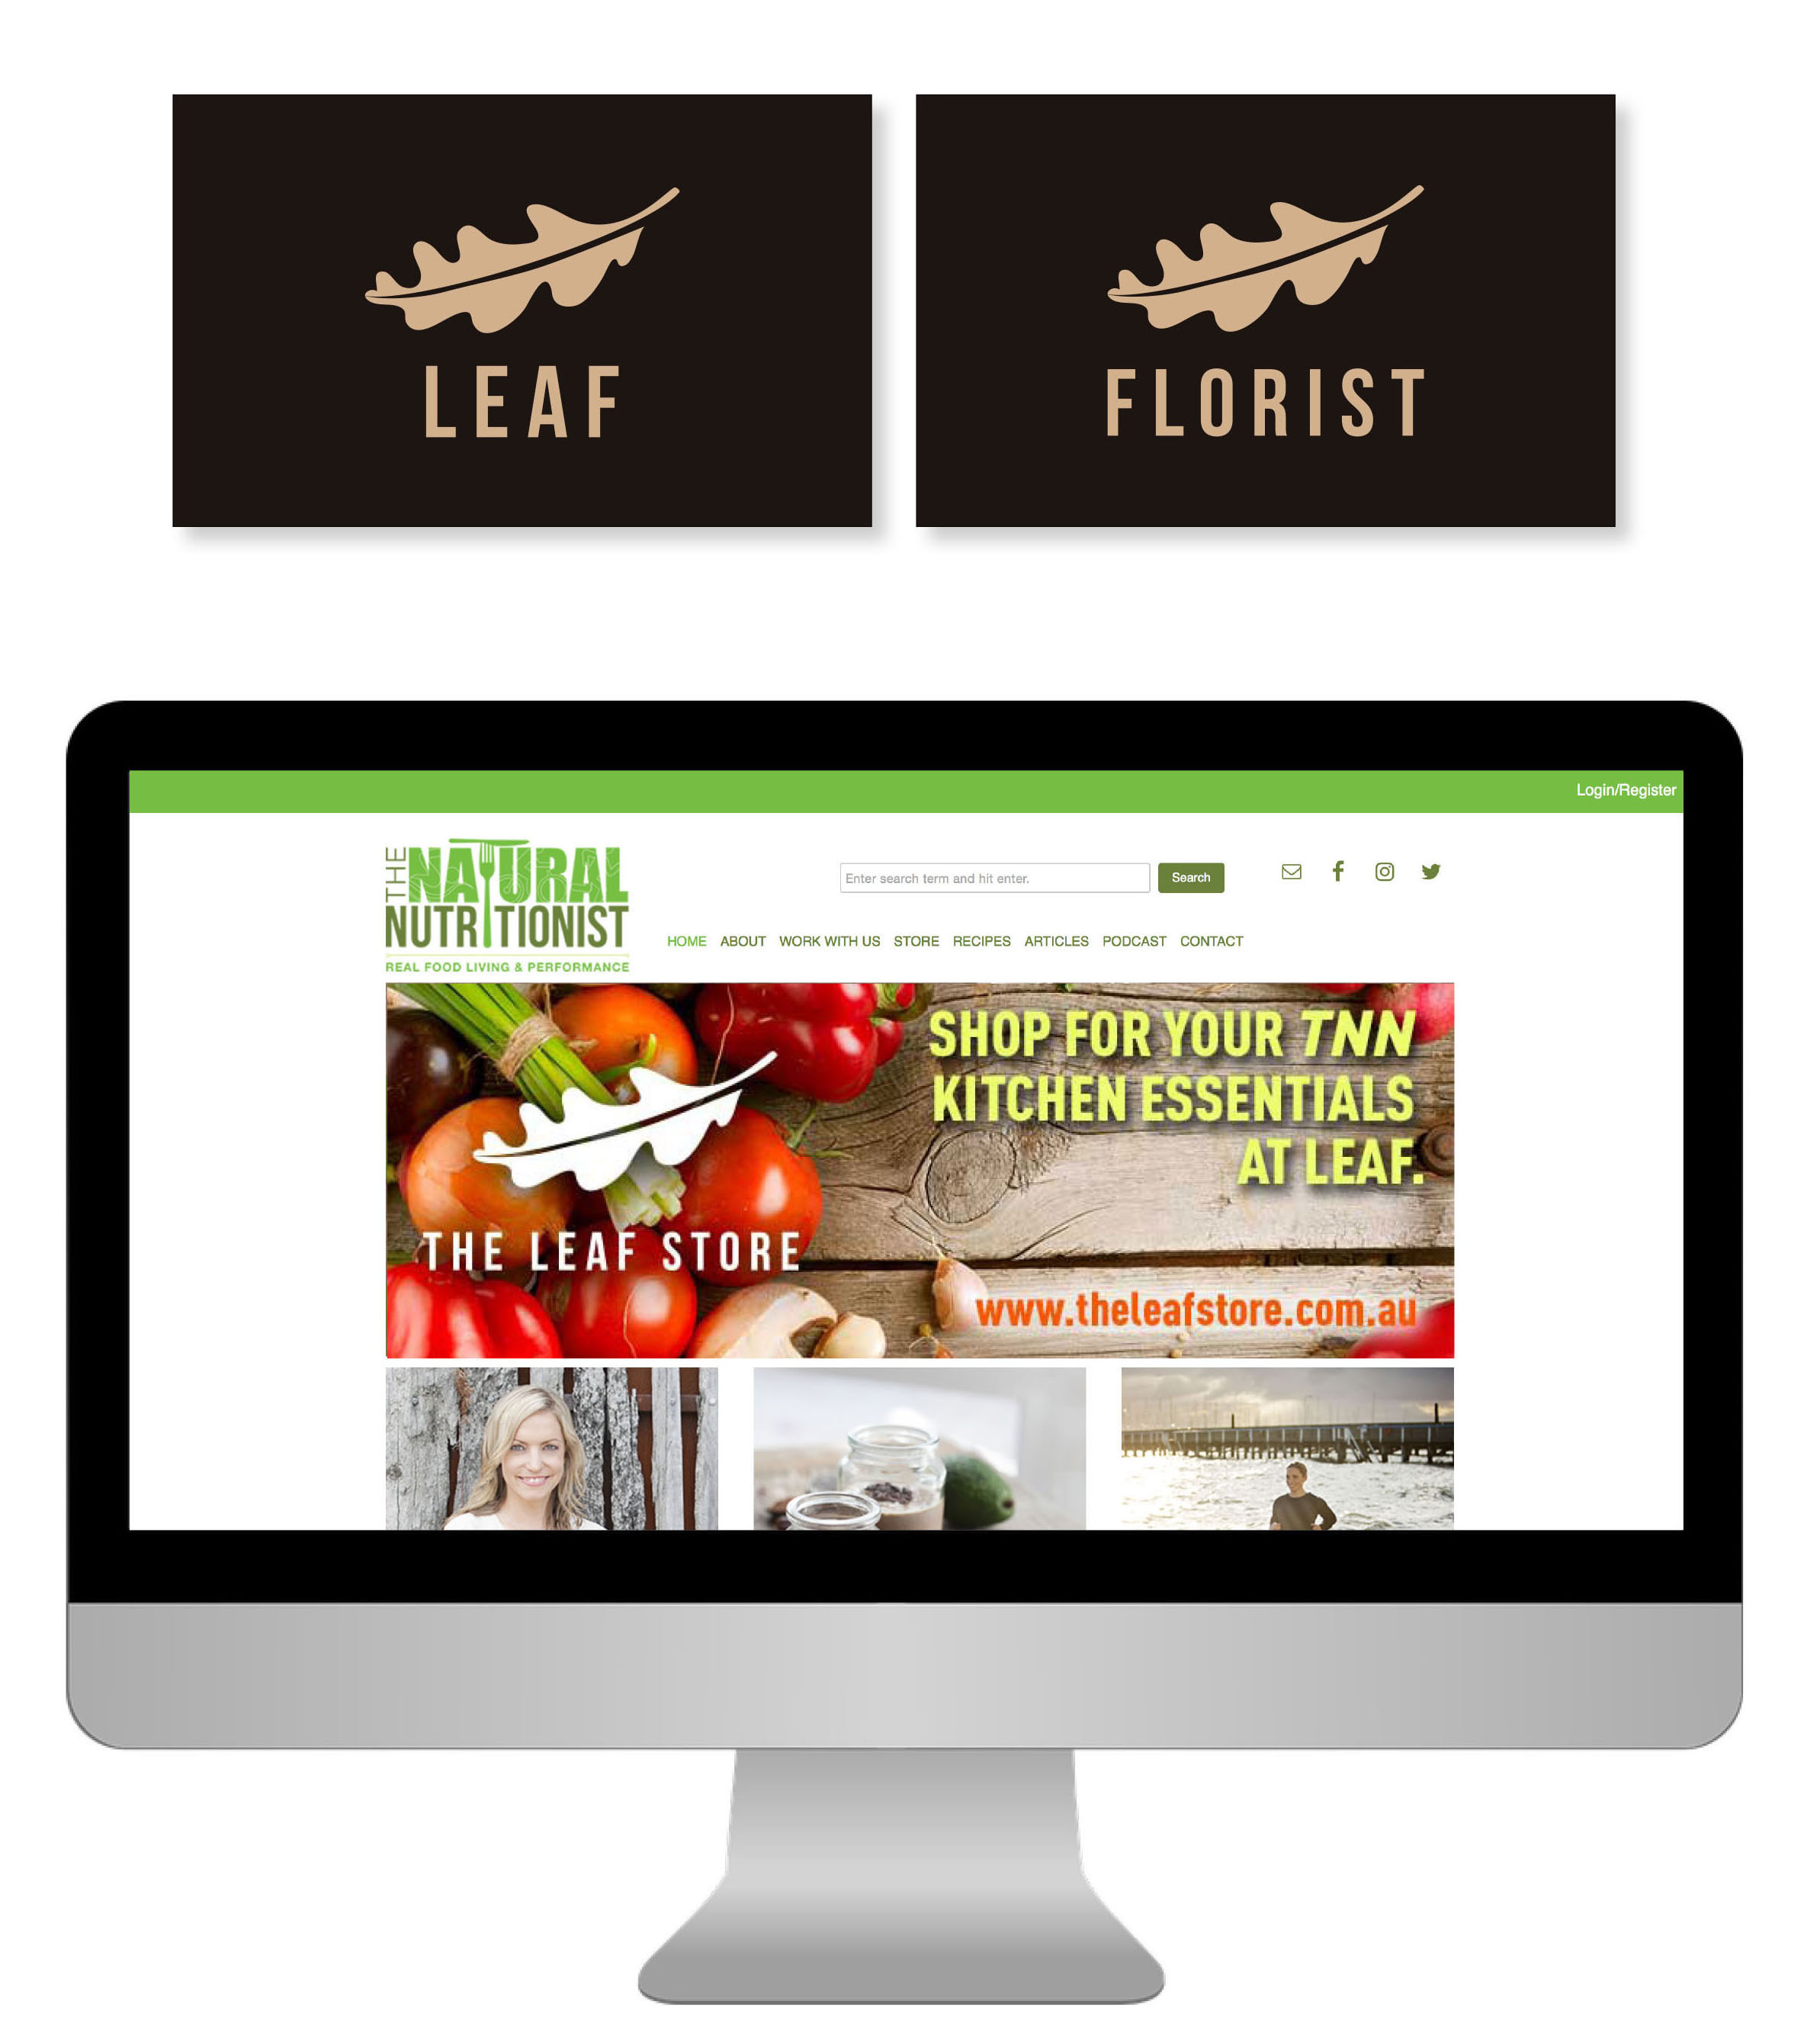 LEAF
FLORIST
Login/Register
THE NATURAL
NUTRITIONIST
REAL FOOD LIVING & PERFORMANCE
Enter search term and hit enter.
Search
HOME ABOUT WORK WITH US STORE RECIPES ARTICLES PODCAST CONTACT
SHOP FOR YOUR TNN
KITCHEN ESSENTIALS
AT LEAF.
THE LEAF STORE
www.theleafstore.com.au